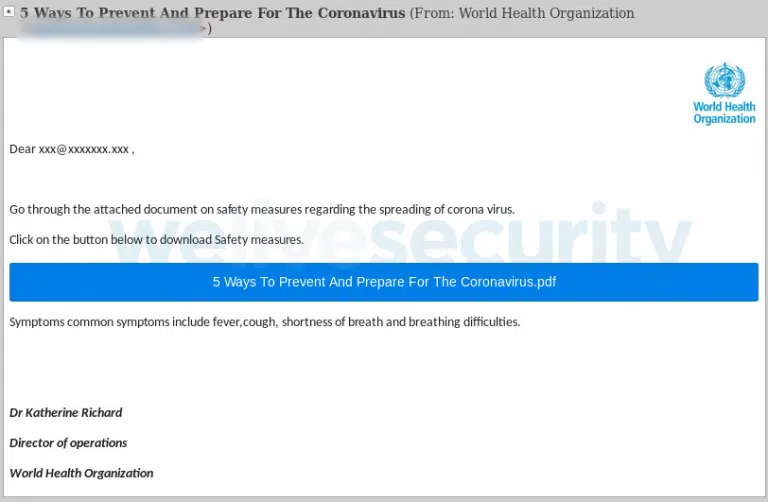 5 Ways To Prevent And Prepare For The Coronavirus (From: World Health Organization
>)
World Health
Organization
Dear xxx@xxxxxxx.xxx ,
Go through the attached document on safety measures regarding the spreading of corona virus.
welivesecurity
Click on the button below to download Safety measures.
5 Ways To Prevent And Prepare For The Coronavirus.pdf
Symptoms common symptoms include fever,cough, shortness of breath and breathing difficulties.
Dr Katherine Richard
Director of operations
World Health Organization